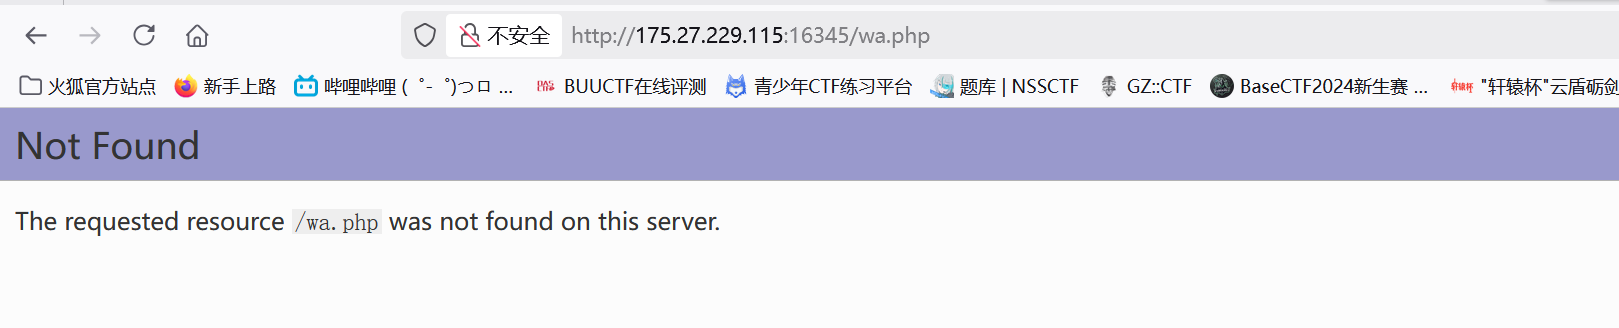 不安全 http://175.27.229.115:16345/wa.php
火狐官方站点 新手上路 哔哩哔哩 ( ゜- ゜)つロ ... BUUCTF在线评测 青少年CTF练习平台 题库 | NSSCTF GZ::CTF BaseCTF2024新生赛 ... "轩辕杯"云盾砺剑
Not Found
The requested resource /wa.php was not found on this server.